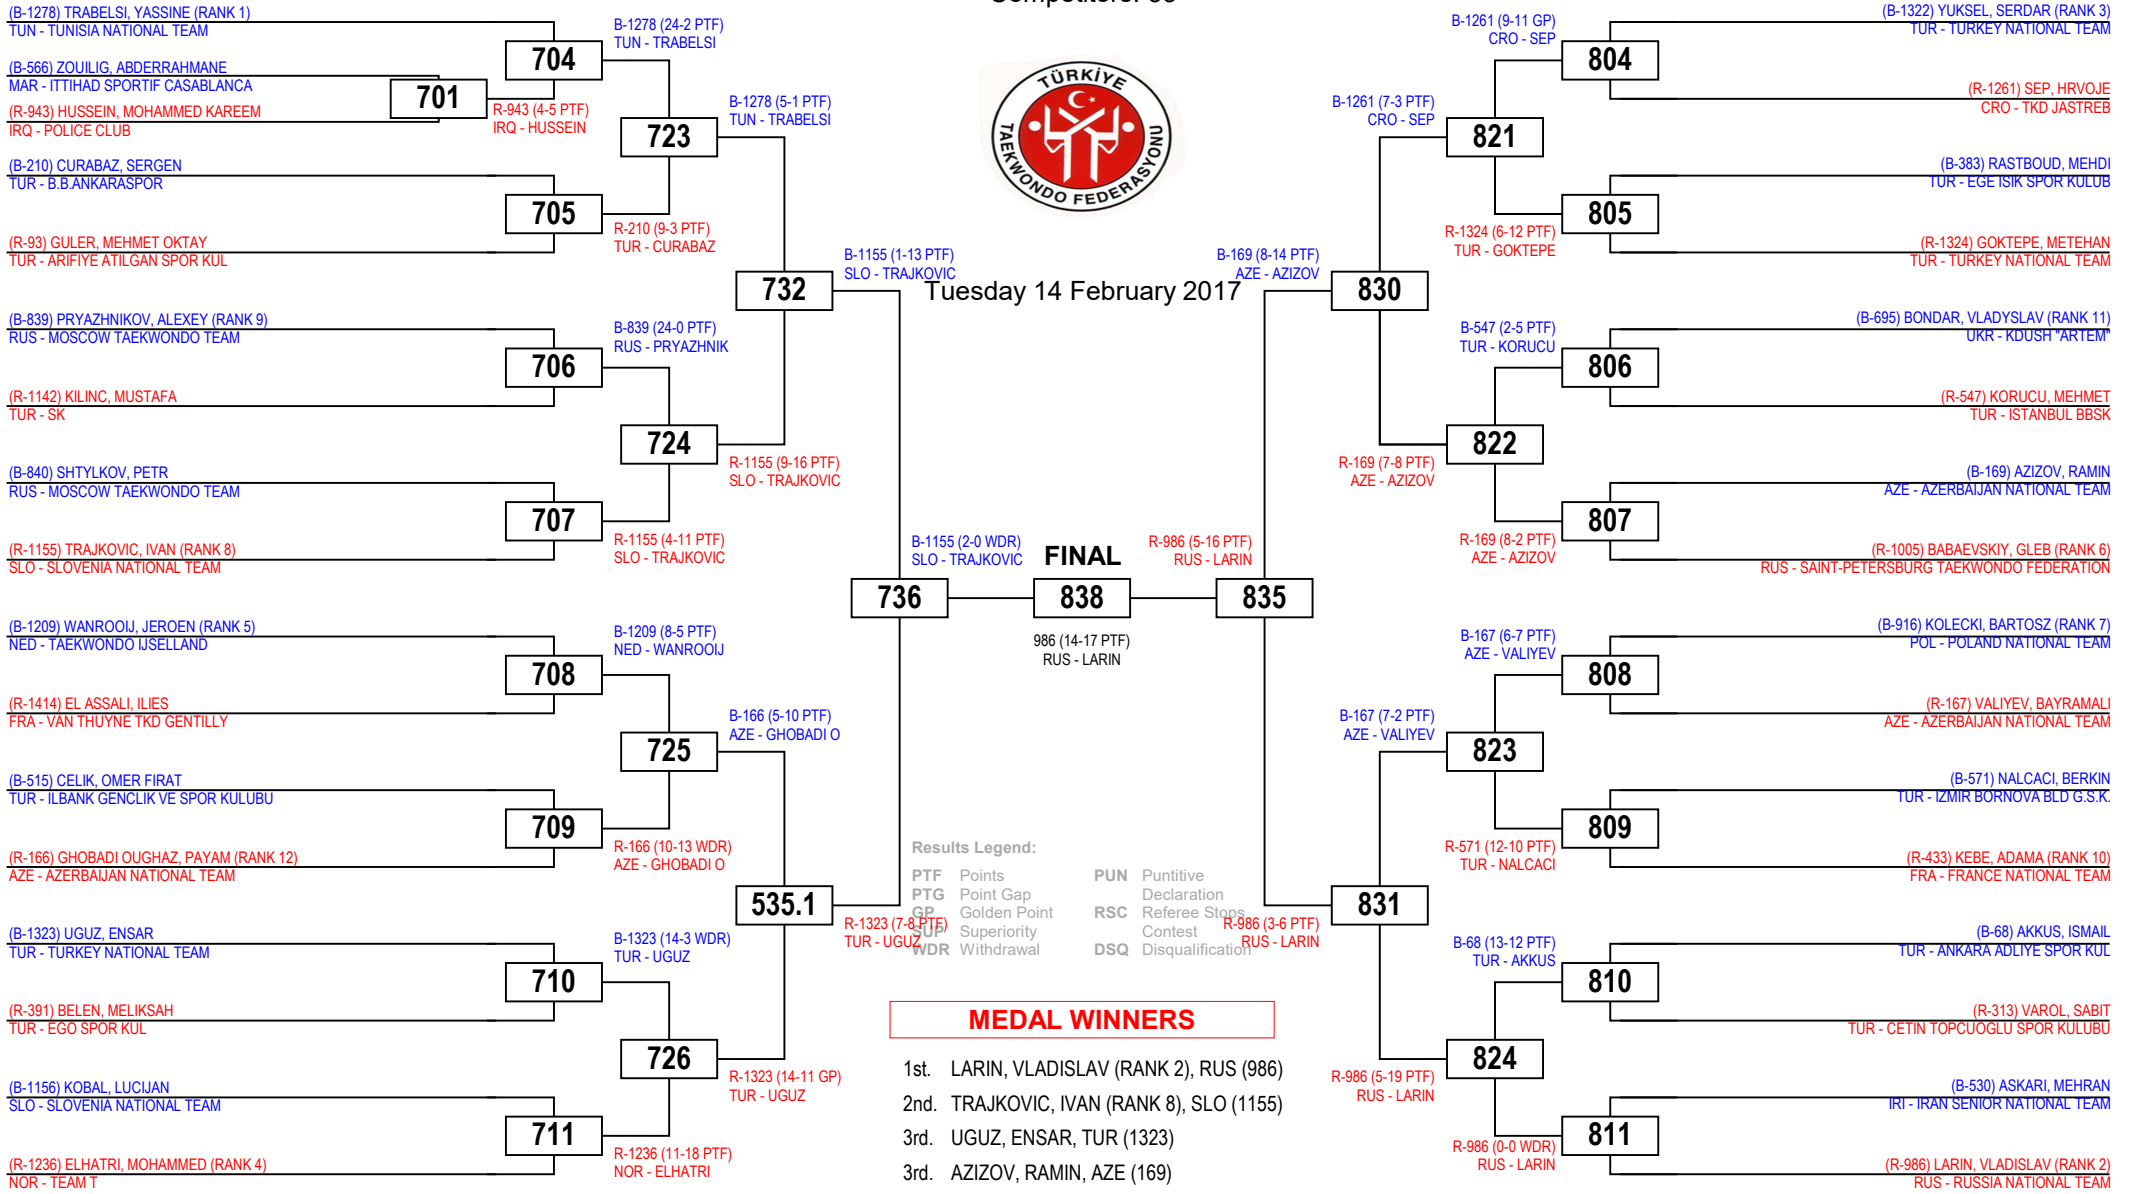 (B-1278) TRABELSI, YASSINE (RANK 1)
TUN - TUNISIA NATIONAL TEAM
(B-566) ZOUILIG, ABDERRAHMANE
MAR - ITTIHAD SPORTIF CASABLANCA
(R-943) HUSSEIN, MOHAMMED KAREEM
IRQ - POLICE CLUB
(B-210) CURABAZ, SERGEN
TUR - B.B.ANKARASPOR
(R-93) GULER, MEHMET OKTAY
TUR - ARIFIYE ATILGAN SPOR KUL
(B-839) PRYAZHNIKOV, ALEXEY (RANK 9)
RUS - MOSCOW TAEKWONDO TEAM
(R-1142) KILINC, MUSTAFA
TUR - SK
(B-840) SHTYLKOV, PETR
RUS - MOSCOW TAEKWONDO TEAM
(R-1155) TRAJKOVIC, IVAN (RANK 8)
SLO - SLOVENIA NATIONAL TEAM
(B-1209) WANROOIJ, JEROEN (RANK 5)
NED - TAEKWONDO IJSELLAND
(R-1414) EL ASSALI, ILIES
FRA - VAN THUYNE TKD GENTILLY
(B-515) CELIK, OMER FIRAT
TUR - ILBANK GENCLIK VE SPOR KULUBU
(R-166) GHOBADI OUGHAZ, PAYAM (RANK 12)
AZE - AZERBAIJAN NATIONAL TEAM
(B-1323) UGUZ, ENSAR
TUR - TURKEY NATIONAL TEAM
(R-391) BELEN, MELIKSAH
TUR - EGO SPOR KUL
(B-1156) KOBAL, LUCIJAN
SLO - SLOVENIA NATIONAL TEAM
(R-1236) ELHATRI, MOHAMMED (RANK 4)
NOR - TEAM T
701
R-943 (4-5 PTF)
IRQ - HUSSEIN
704
705
706
707
708
709
710
711
B-1278 (24-2 PTF)
TUN - TRABELSI
R-210 (9-3 PTF)
TUR - CURABAZ
B-839 (24-0 PTF)
RUS - PRYAZHNIK
R-1155 (4-11 PTF)
SLO - TRAJKOVIC
B-1209 (8-5 PTF)
NED - WANROOIJ
R-166 (10-13 WDR)
AZE - GHOBADI O
B-1323 (14-3 WDR)
TUR - UGUZ
R-1236 (11-18 PTF)
NOR - ELHATRI
723
724
725
726
B-1278 (5-1 PTF)
TUN - TRABELSI
R-1155 (9-16 PTF)
SLO - TRAJKOVIC
B-166 (5-10 PTF)
AZE - GHOBADI O
R-1323 (14-11 GP)
TUR - UGUZ
732
535.1
B-1155 (1-13 PTF)
SLO - TRAJKOVIC
R-1323 (7-8 PTF)
TUR - UGUZ
736
B-1155 (2-0 WDR)
SLO - TRAJKOVIC
TÜRKİYE
TAEKWONDO FEDERASYONU
Tuesday 14 February 2017
FINAL
838
986 (14-17 PTF)
RUS - LARIN
R-986 (5-16 PTF)
RUS - LARIN
835
B-169 (8-14 PTF)
AZE - AZIZOV
R-986 (3-6 PTF)
RUS - LARIN
830
831
B-1261 (7-3 PTF)
CRO - SEP
R-169 (7-8 PTF)
AZE - AZIZOV
B-167 (7-2 PTF)
AZE - VALIYEV
R-986 (5-19 PTF)
RUS - LARIN
821
822
823
824
B-1261 (9-11 GP)
CRO - SEP
R-1324 (6-12 PTF)
TUR - GOKTEPE
B-547 (2-5 PTF)
TUR - KORUCU
R-169 (8-2 PTF)
AZE - AZIZOV
B-167 (6-7 PTF)
AZE - VALIYEV
R-571 (12-10 PTF)
TUR - NALCACI
B-68 (13-12 PTF)
TUR - AKKUS
R-986 (0-0 WDR)
RUS - LARIN
804
805
806
807
808
809
810
811
(B-1322) YUKSEL, SERDAR (RANK 3)
TUR - TURKEY NATIONAL TEAM
(R-1261) SEP, HRVOJE
CRO - TKD JASTREB
(B-383) RASTBOUD, MEHDI
TUR - EGE ISIK SPOR KULUB
(R-1324) GOKTEPE, METEHAN
TUR - TURKEY NATIONAL TEAM
(B-695) BONDAR, VLADYSLAV (RANK 11)
UKR - KDUSH "ARTEM"
(R-547) KORUCU, MEHMET
TUR - ISTANBUL BBSK
(B-169) AZIZOV, RAMIN
AZE - AZERBAIJAN NATIONAL TEAM
(R-1005) BABAEVSKIY, GLEB (RANK 6)
RUS - SAINT-PETERSBURG TAEKWONDO FEDERATION
(B-916) KOLECKI, BARTOSZ (RANK 7)
POL - POLAND NATIONAL TEAM
(R-167) VALIYEV, BAYRAMALI
AZE - AZERBAIJAN NATIONAL TEAM
(B-571) NALCACI, BERKIN
TUR - IZMIR BORNOVA BLD G.S.K.
(R-433) KEBE, ADAMA (RANK 10)
FRA - FRANCE NATIONAL TEAM
(B-68) AKKUS, ISMAIL
TUR - ANKARA ADLIYE SPOR KUL
(R-313) VAROL, SABIT
TUR - CETIN TOPCUOGLU SPOR KULUBU
(B-530) ASKARI, MEHRAN
IRI - IRAN SENIOR NATIONAL TEAM
(R-986) LARIN, VLADISLAV (RANK 2)
RUS - RUSSIA NATIONAL TEAM
Results Legend:
PTF Points
PTG Point Gap
GP Golden Point
SUP Superiority
WDR Withdrawal
PUN Puntitive
Declaration
RSC Referee Stops
Contest
DSQ Disqualification
MEDAL WINNERS
1st. LARIN, VLADISLAV (RANK 2), RUS (986)
2nd. TRAJKOVIC, IVAN (RANK 8), SLO (1155)
3rd. UGUZ, ENSAR, TUR (1323)
3rd. AZIZOV, RAMIN, AZE (169)